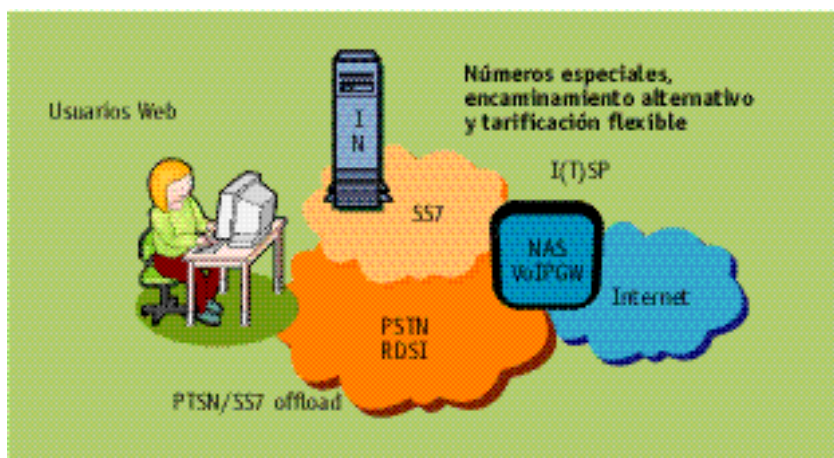 Números especiales,
encaminamiento alternativo
y tarificación flexible
Usuarios Web
I
N
I(T)SP
SS7
NAS
VoIPGW
Internet
PSTN
RDSI
PTSN/SS7 offload